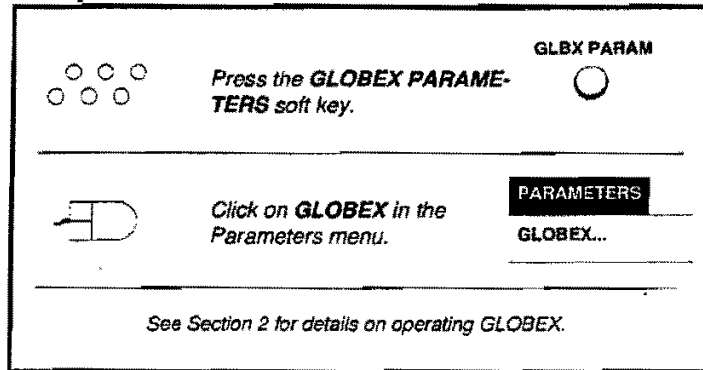 GLBX PARAM
Press the GLOBEX PARAME-
TERS soft key.
Click on GLOBEX in the
Parameters menu.
PARAMETERS
GLOBEX...
See Section 2 for details on operating GLOBEX.